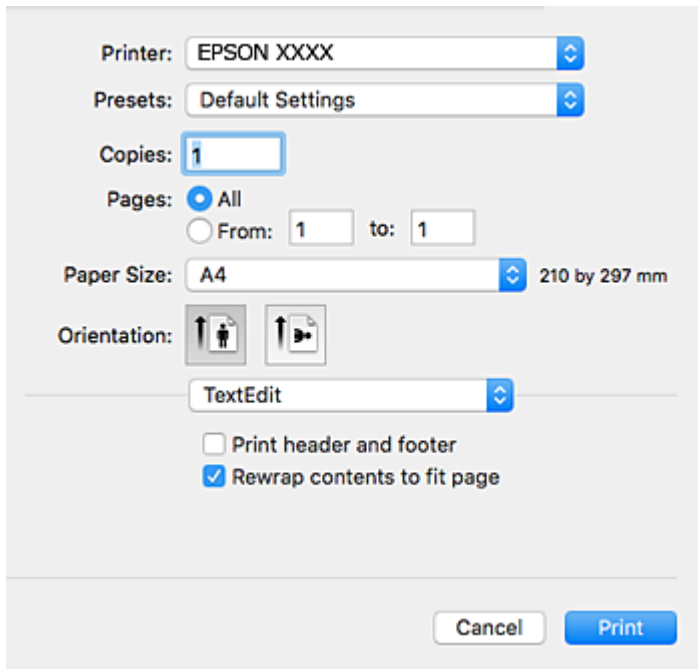 Printer: EPSON XXXX
Presets: Default Settings
Copies: 1
Pages: All
From: 1 to: 1
Paper Size: A4 210 by 297 mm
Orientation:
TextEdit
Print header and footer
Rewrap contents to fit page
Cancel Print